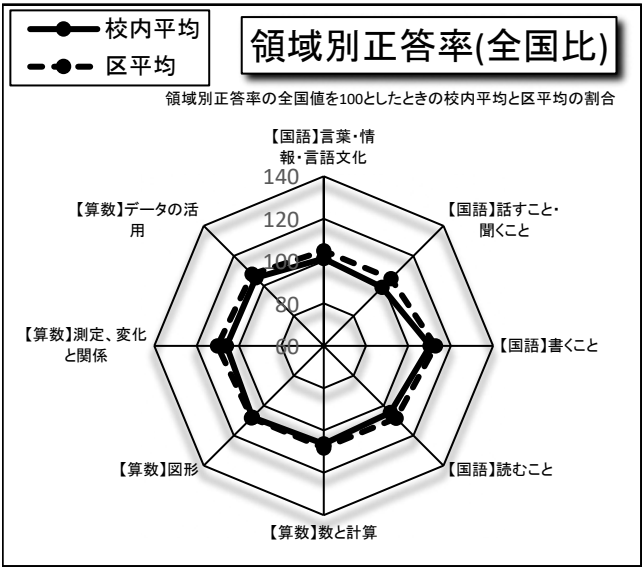 校内平均
区平均
領域別正答率(全国比)
領域別正答率の全国値を100としたときの校内平均と区平均の割合
【国語】言葉・情
報・言語文化
【国語】話すこと・
聞くこと
【国語】書くこと
【国語】読むこと
【算数】数と計算
【算数】図形
【算数】測定、変化
と関係
【算数】データの活
用
140
120
100
80
60